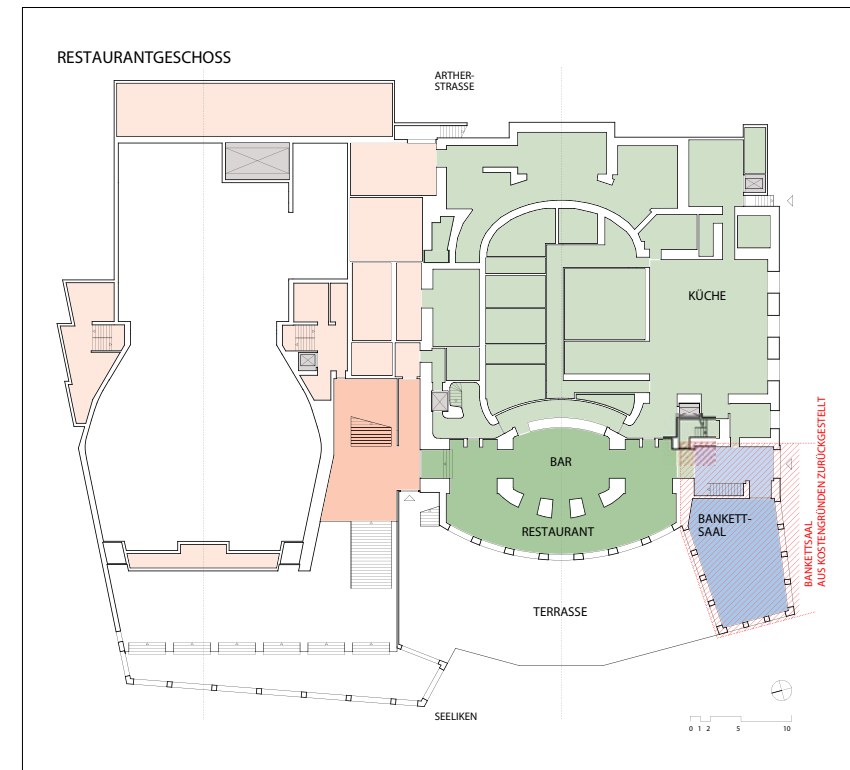 RESTAURANTGESCHOSS
ARTHER-
STRASSE
KÜCHE
BAR
RESTAURANT
BANKETT-
SAAL
BANKETTSAAL
AUS KOSTENGRÜNDEN ZURÜCKGESTELLT
TERRASSE
SEELIKEN
0 1 2 5 10